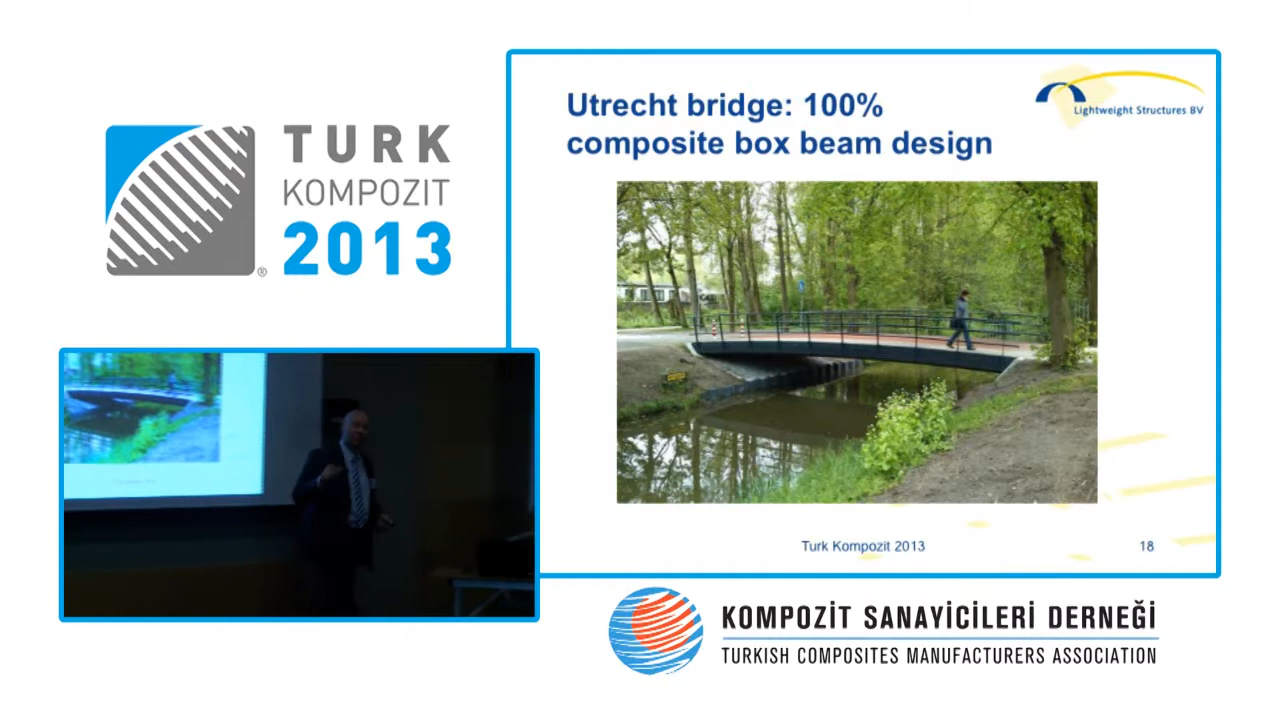 TURK
KOMPOZIT
2013
®
Utrecht bridge: 100%
composite box beam design
Lightweight Structures BV
Turk Kompozit 2013
18
KOMPOZİT SANAYİCİLERİ DERNEĞİ
TURKISH COMPOSITES MANUFACTURERS ASSOCIATION